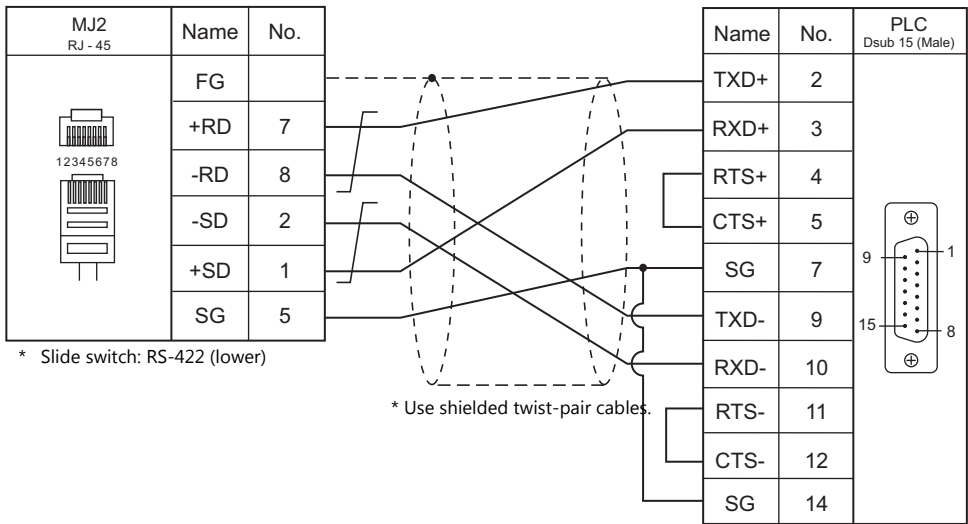 MJ2
RJ - 45
Name No.
FG
+RD 7
12345678
-RD 8
-SD 2
+SD 1
SG 5
* Slide switch: RS-422 (lower)
* Use shielded twist-pair cables.
Name No.
PLC
Dsub 15 (Male)
TXD+ 2
RXD+ 3
RTS+ 4
CTS+ 5
SG 7
TXD- 9
RXD- 10
RTS- 11
CTS- 12
SG 14
9 1
15 8